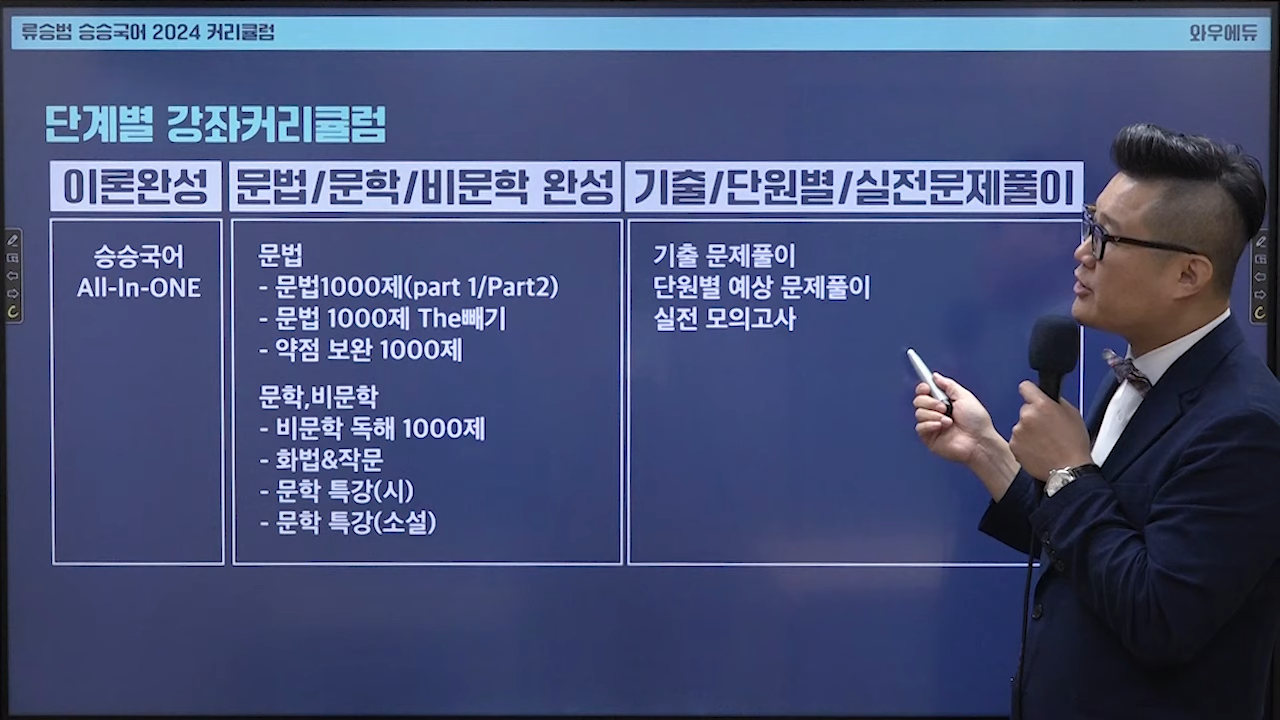 류승범 승승국어 2024 커리큘럼
와우에듀
단계별 강좌커리큘럼
이론완성
문법/문학/비문학 완성
기출/단원별/실전문제풀이
승승국어
All-In-ONE
문법
- 문법1000제(part 1/Part2)
- 문법 1000제 The빼기
- 약점 보완 1000제
문학,비문학
- 비문학 독해 1000제
- 화법&작문
- 문학 특강(시)
- 문학 특강(소설)
기출 문제풀이
단원별 예상 문제풀이
실전 모의고사